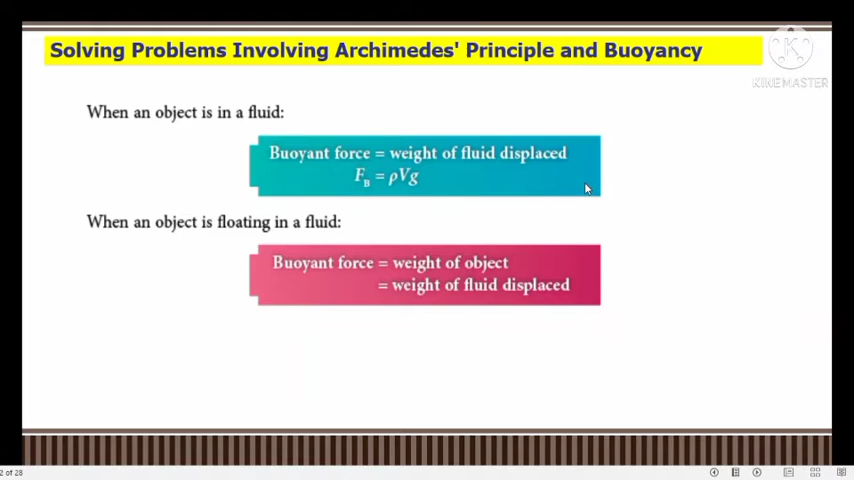 Solving Problems Involving Archimedes' Principle and Buoyancy
KINEMASTER
When an object is in a fluid:
Buoyant force = weight of fluid displaced
F_B = ρVg
When an object is floating in a fluid:
Buoyant force = weight of object
= weight of fluid displaced
2 of 28